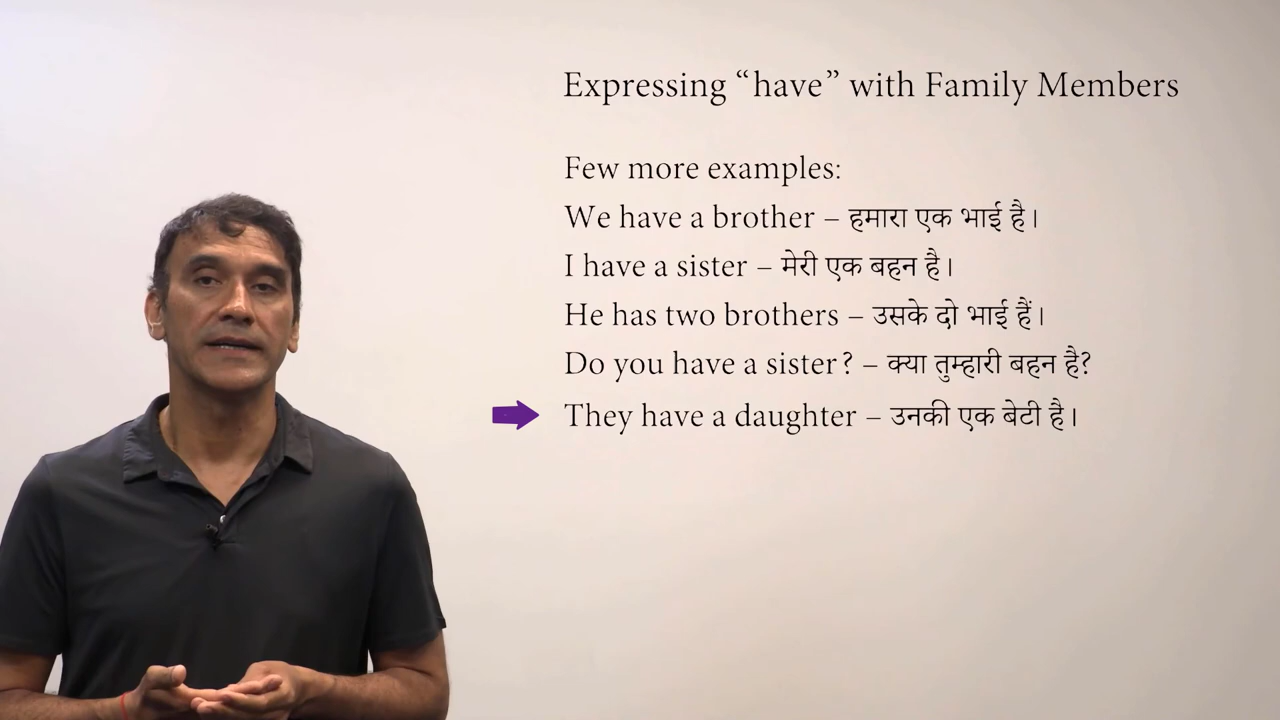 Expressing “have” with Family Members
Few more examples:
We have a brother – हमारा एक भाई है।
I have a sister – मेरी एक बहन है।
He has two brothers – उसके दो भाई हैं।
Do you have a sister? – क्या तुम्हारी बहन है?
They have a daughter – उनकी एक बेटी है।